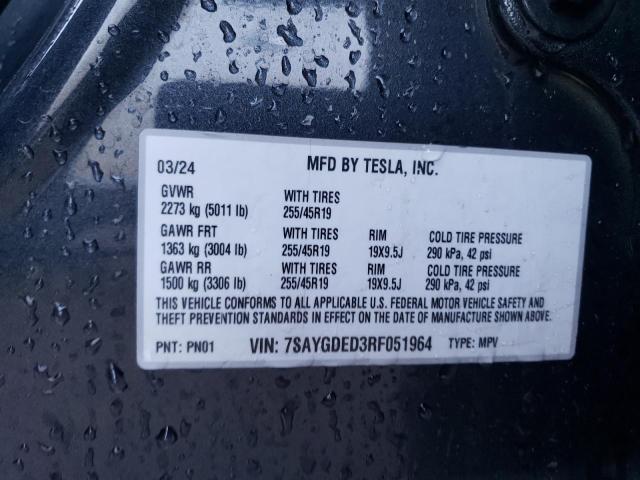 03/24 MFD BY TESLA, INC.
GVWR WITH TIRES
2273 kg (5011 lb) 255/45R19
GAWR FRT WITH TIRES RIM COLD TIRE PRESSURE
1363 kg (3004 lb) 255/45R19 19X9.5J 290 kPa, 42 psi
GAWR RR WITH TIRES RIM COLD TIRE PRESSURE
1500 kg (3306 lb) 255/45R19 19X9.5J 290 kPa, 42 psi
THIS VEHICLE CONFORMS TO ALL APPLICABLE U.S. FEDERAL MOTOR VEHICLE SAFETY AND
THEFT PREVENTION STANDARDS IN EFFECT ON THE DATE OF MANUFACTURE SHOWN ABOVE.
PNT: PN01 VIN: 7SAYGDED3RF051964 TYPE: MPV